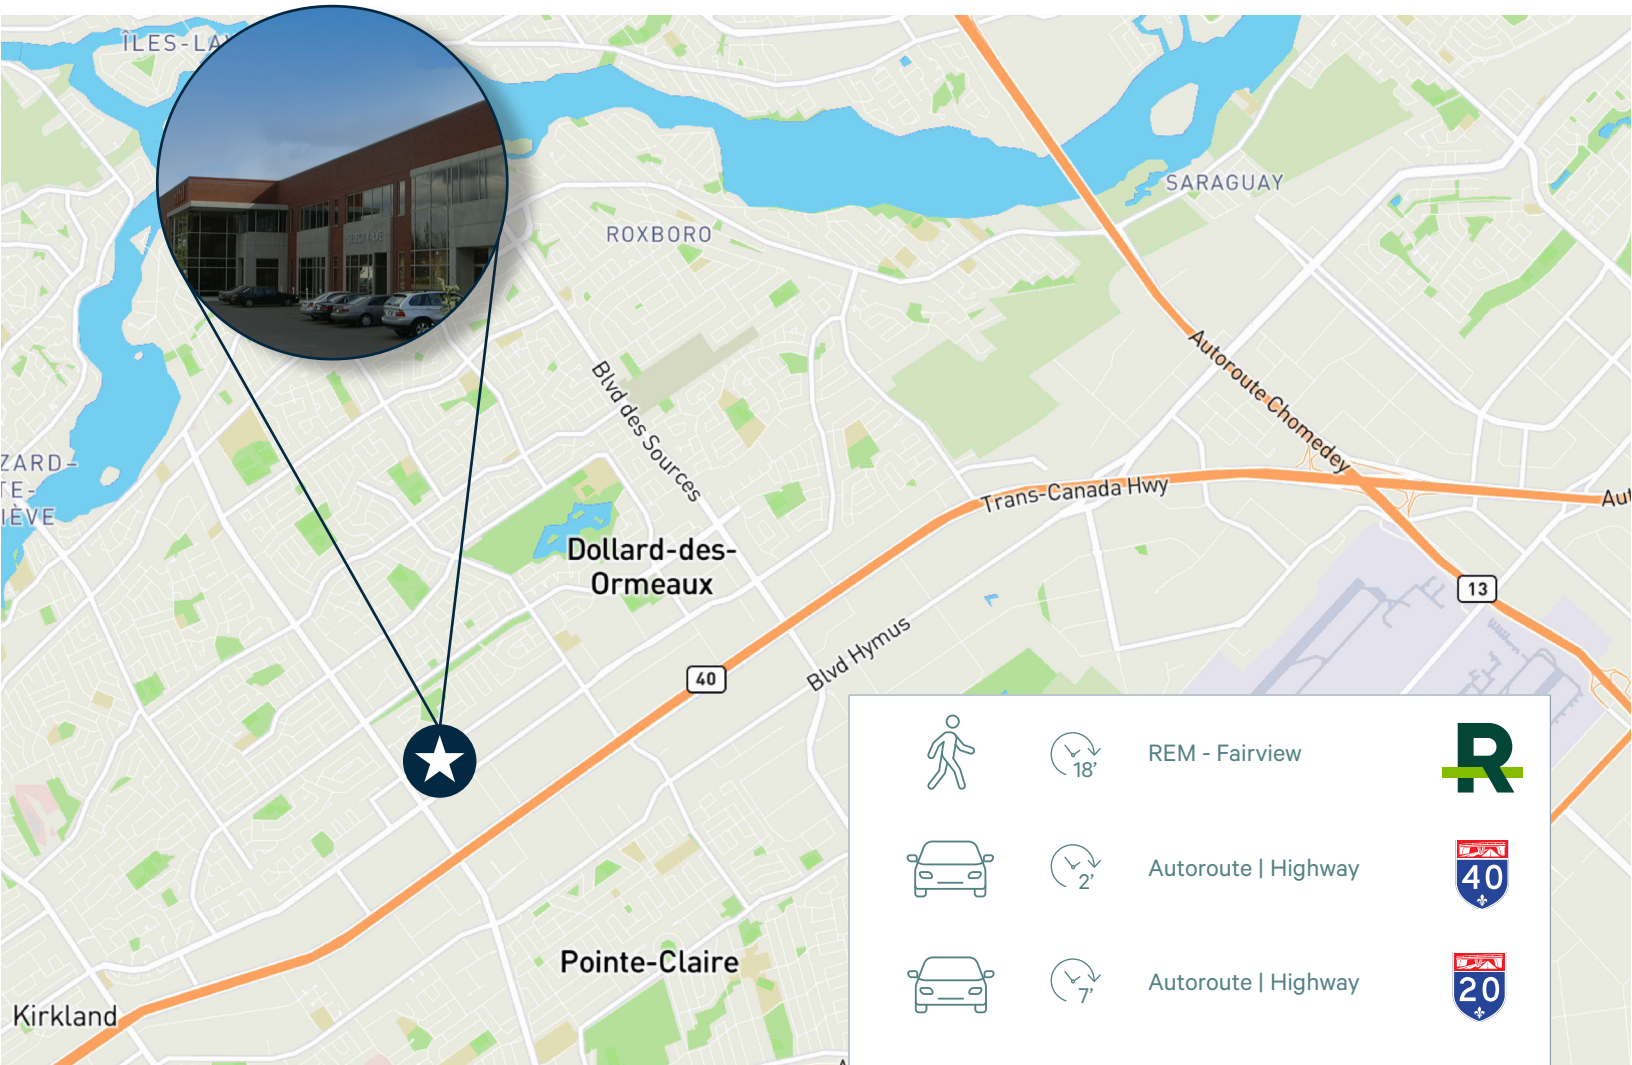 ÎLES-LA
SARAGUAY
ROXBORO
Autoroute Chomedey
Blvd des Sources
ZARD-
TE-
IÈVE
Trans-Canada Hwy
Aut
Dollard-des-
Ormeaux
13
Blvd Hymus
40
Pointe-Claire
Kirkland
18'
REM - Fairview
R
2'
Autoroute | Highway
40
7'
Autoroute | Highway
20